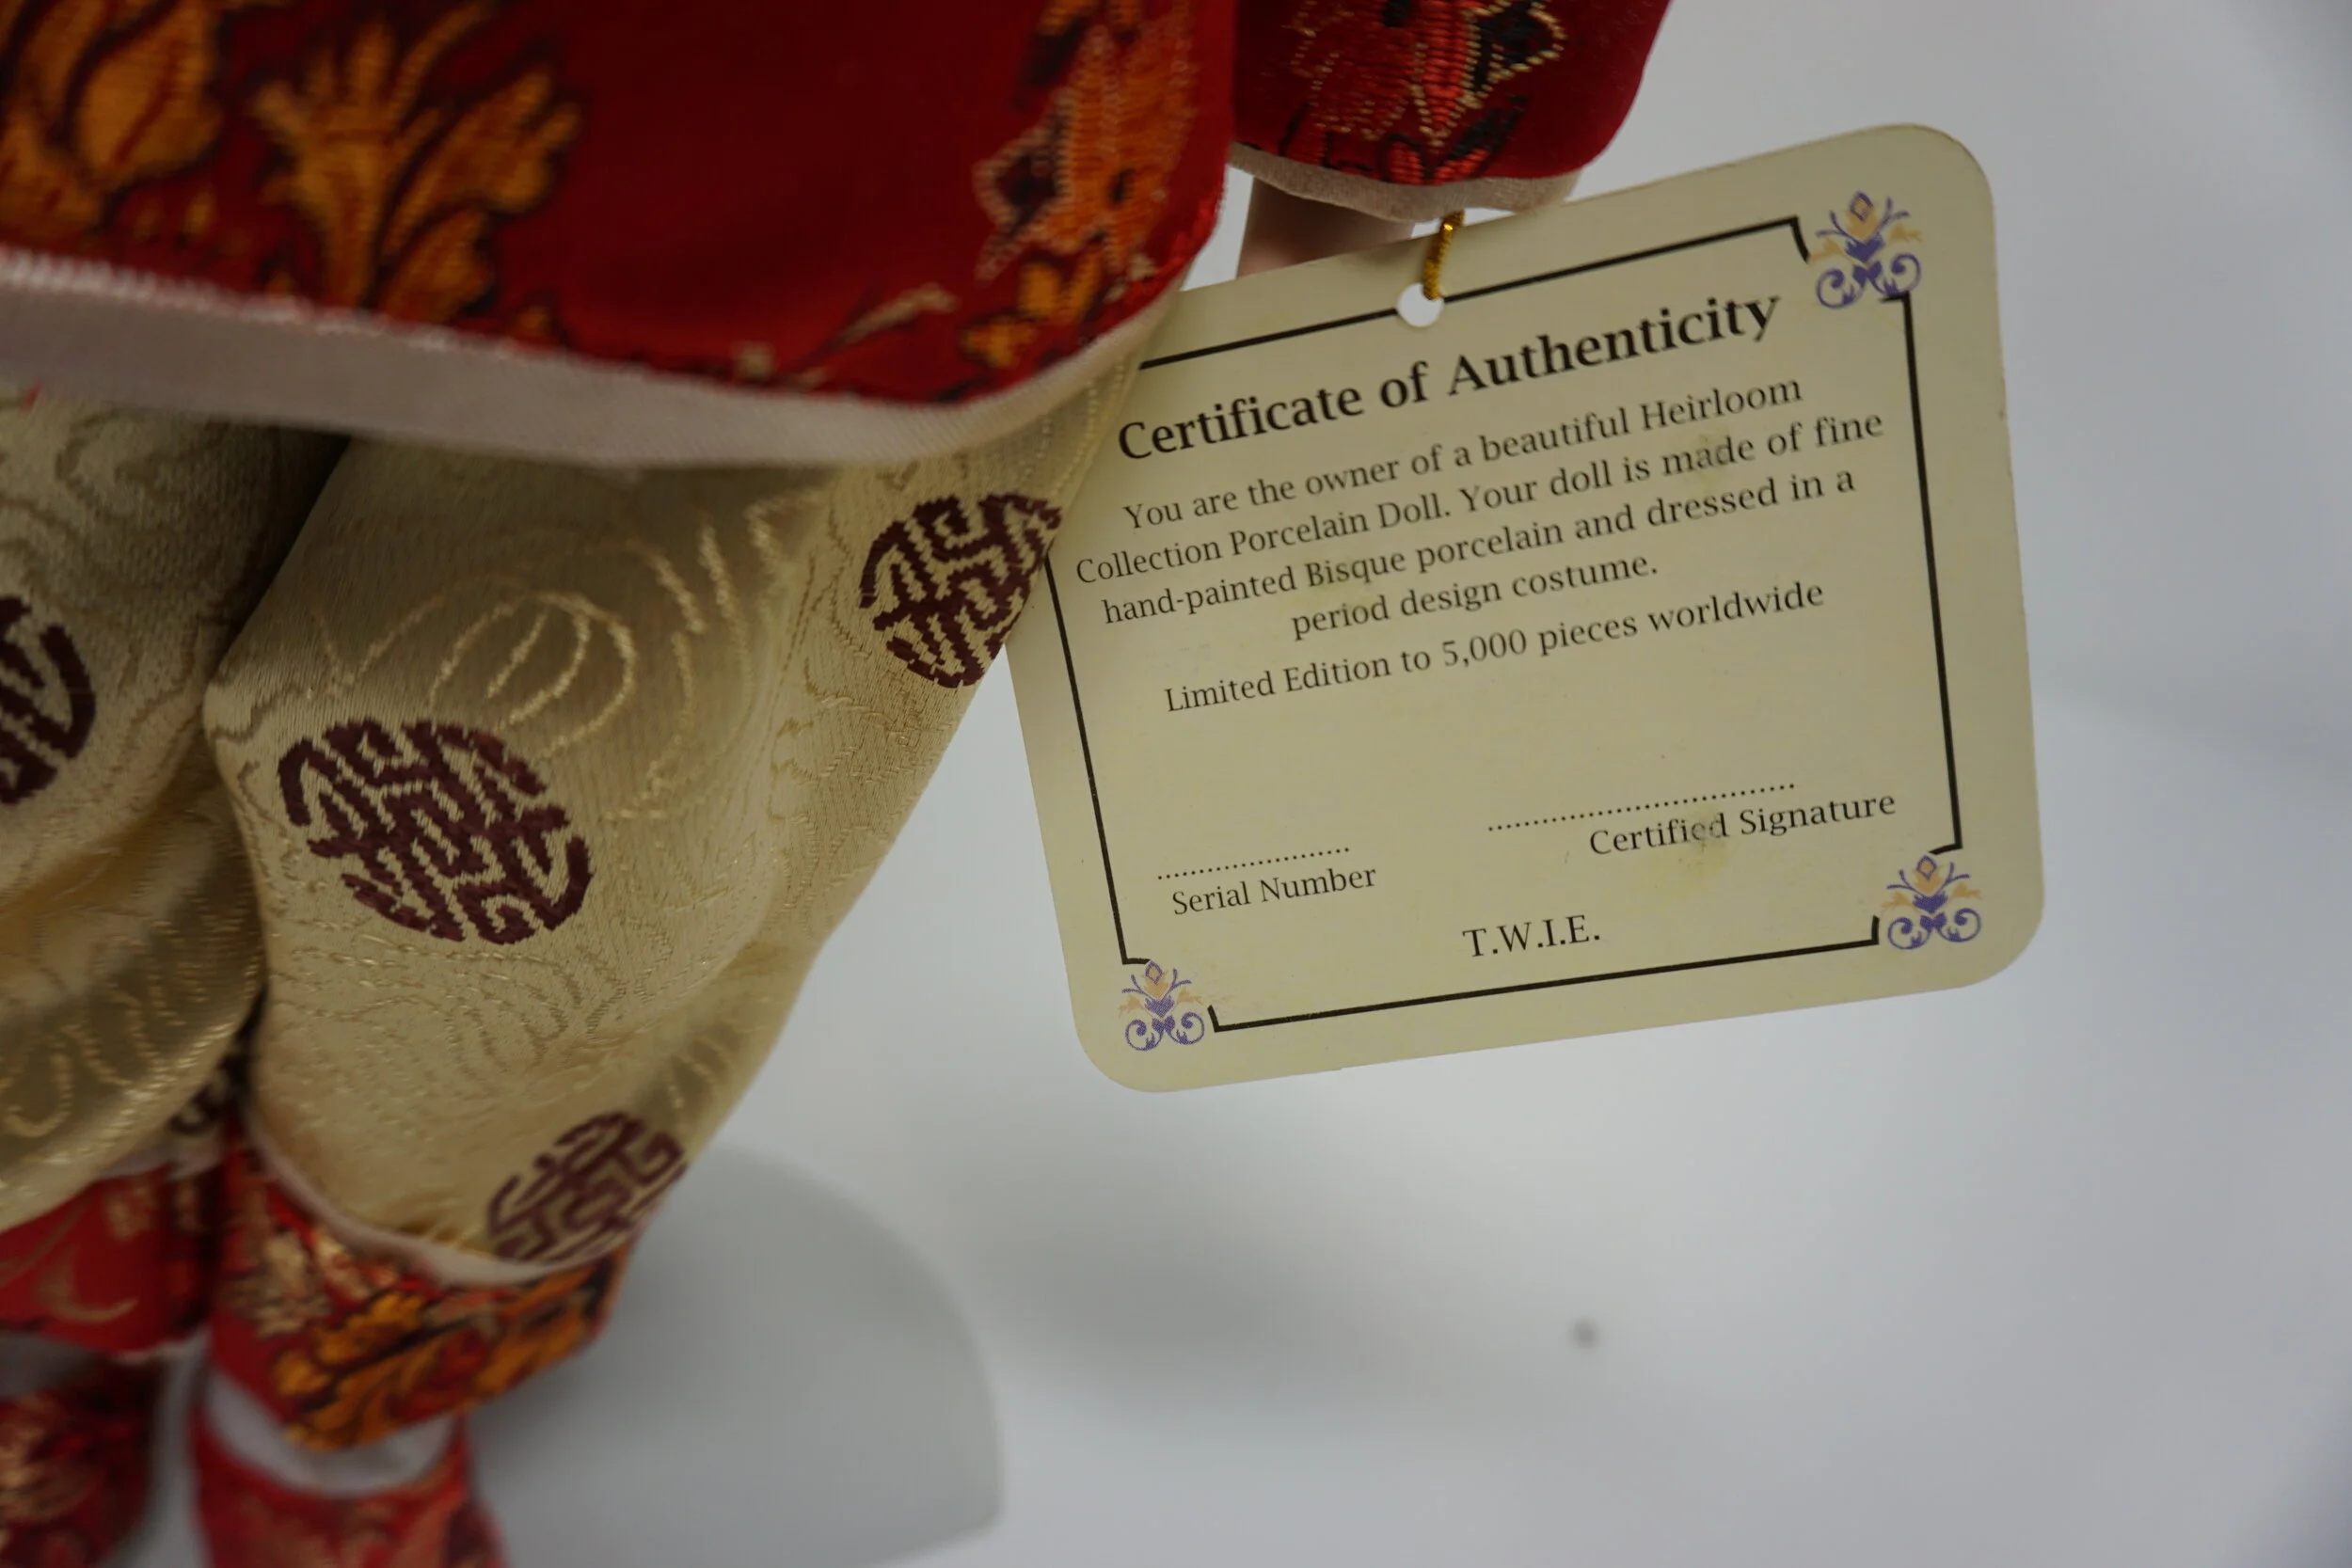 Certificate of Authenticity
You are the owner of a beautiful Heirloom
Collection Porcelain Doll. Your doll is made of fine
hand-painted Bisque porcelain and dressed in a
period design costume.
Limited Edition to 5,000 pieces worldwide
....................
Serial Number
..............................
Certified Signature
T.W.I.E.